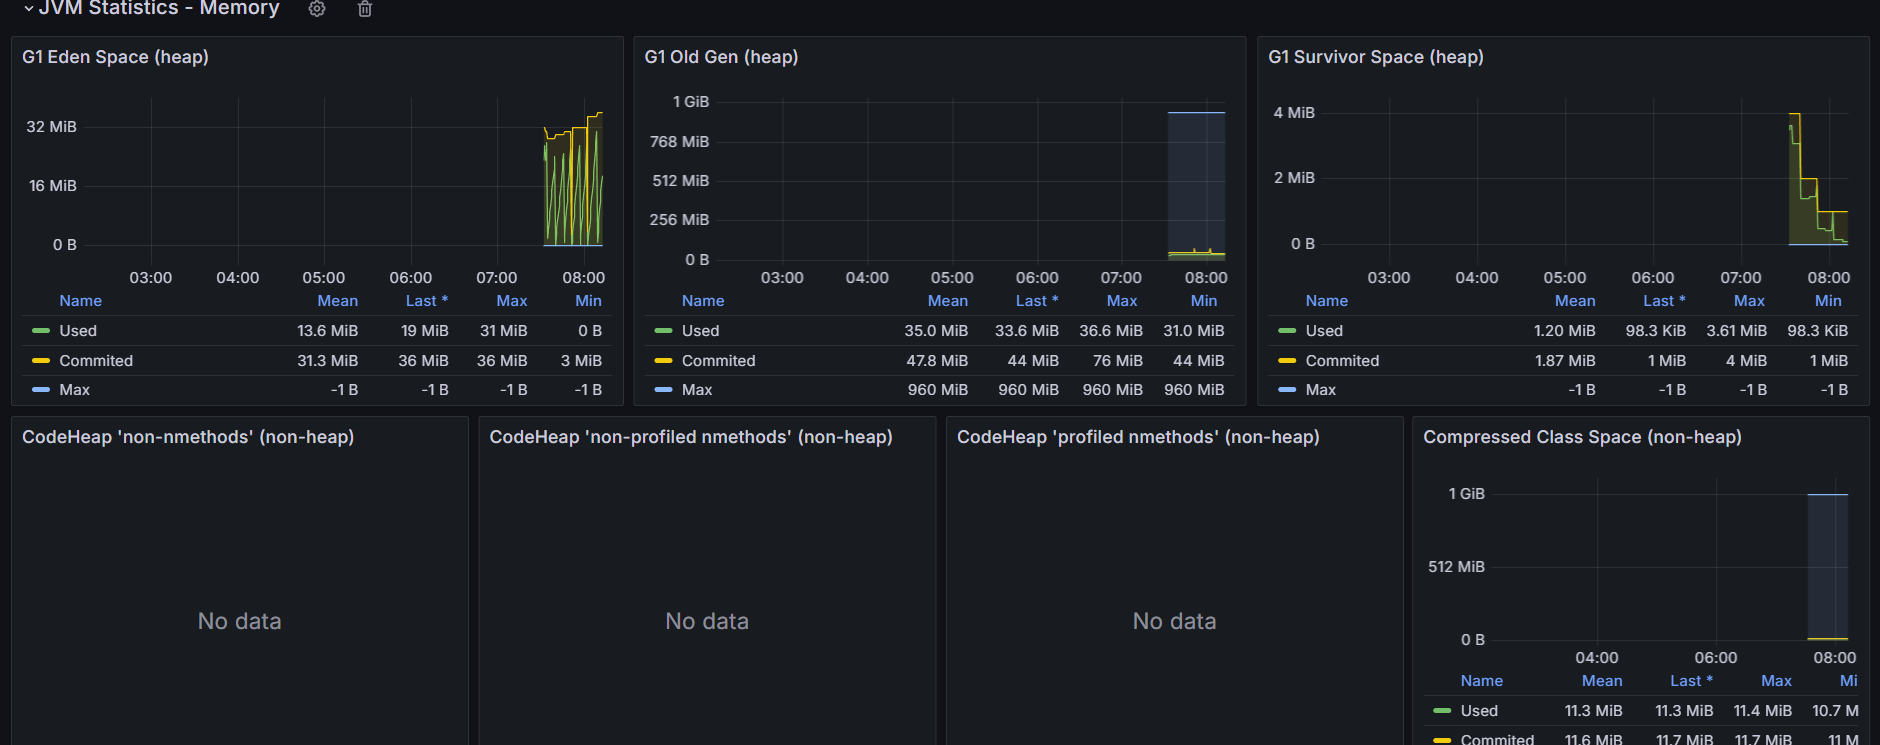 JVM Statistics - Memory
G1 Eden Space (heap)
32 MiB
16 MiB
0 B
03:00 04:00 05:00 06:00 07:00 08:00
Name Mean Last * Max Min
Used 13.6 MiB 19 MiB 31 MiB 0 B
Commited 31.3 MiB 36 MiB 36 MiB 3 MiB
Max -1 B -1 B -1 B -1 B
G1 Old Gen (heap)
1 GiB
768 MiB
512 MiB
256 MiB
0 B
03:00 04:00 05:00 06:00 07:00 08:00
Name Mean Last * Max Min
Used 35.0 MiB 33.6 MiB 36.6 MiB 31.0 MiB
Commited 47.8 MiB 44 MiB 76 MiB 44 MiB
Max 960 MiB 960 MiB 960 MiB 960 MiB
G1 Survivor Space (heap)
4 MiB
2 MiB
0 B
03:00 04:00 05:00 06:00 07:00 08:00
Name Mean Last * Max Min
Used 1.20 MiB 98.3 KiB 3.61 MiB 98.3 KiB
Commited 1.87 MiB 1 MiB 4 MiB 1 MiB
Max -1 B -1 B -1 B -1 B
CodeHeap 'non-nmethods' (non-heap)
No data
CodeHeap 'non-profiled nmethods' (non-heap)
No data
CodeHeap 'profiled nmethods' (non-heap)
No data
Compressed Class Space (non-heap)
1 GiB
512 MiB
0 B
04:00 06:00 08:00
Name Mean Last * Max Mi
Used 11.3 MiB 11.3 MiB 11.4 MiB 10.7 M
Commited 11.6 MiB 11.7 MiB 11.7 MiB 11 M